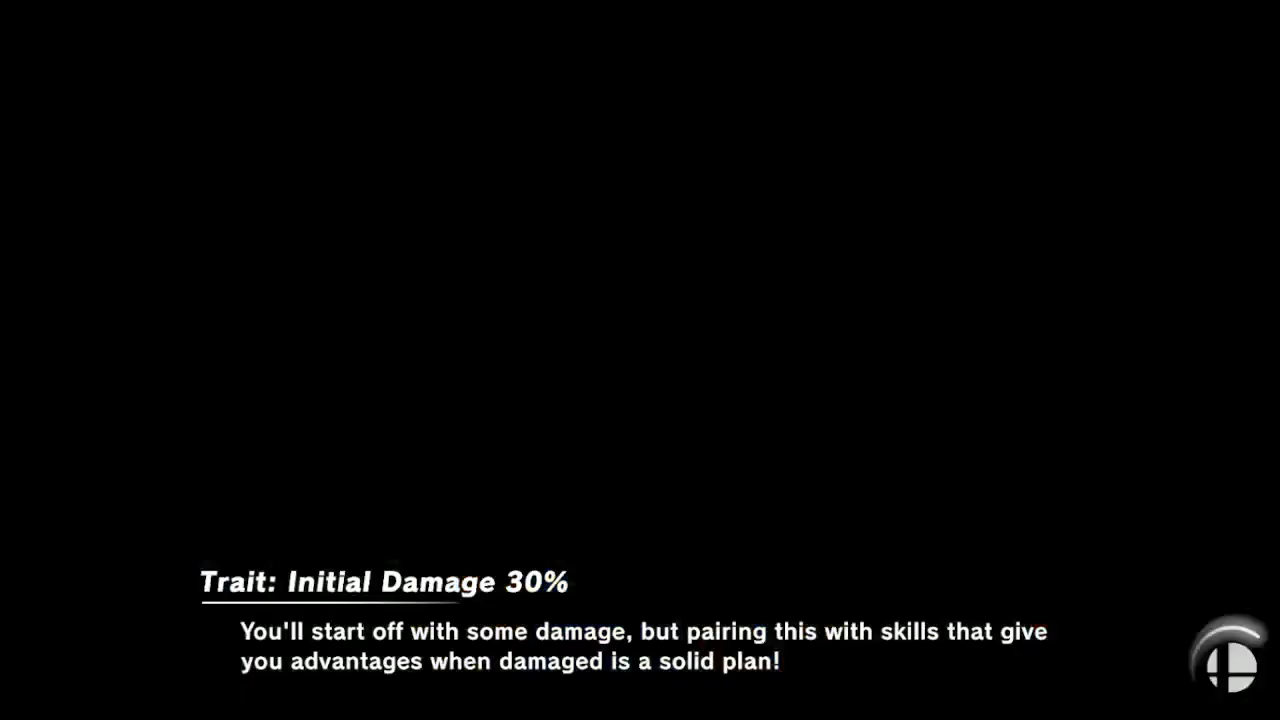 Trait: Initial Damage 30%
You'll start off with some damage, but pairing this with skills that give
you advantages when damaged is a solid plan!